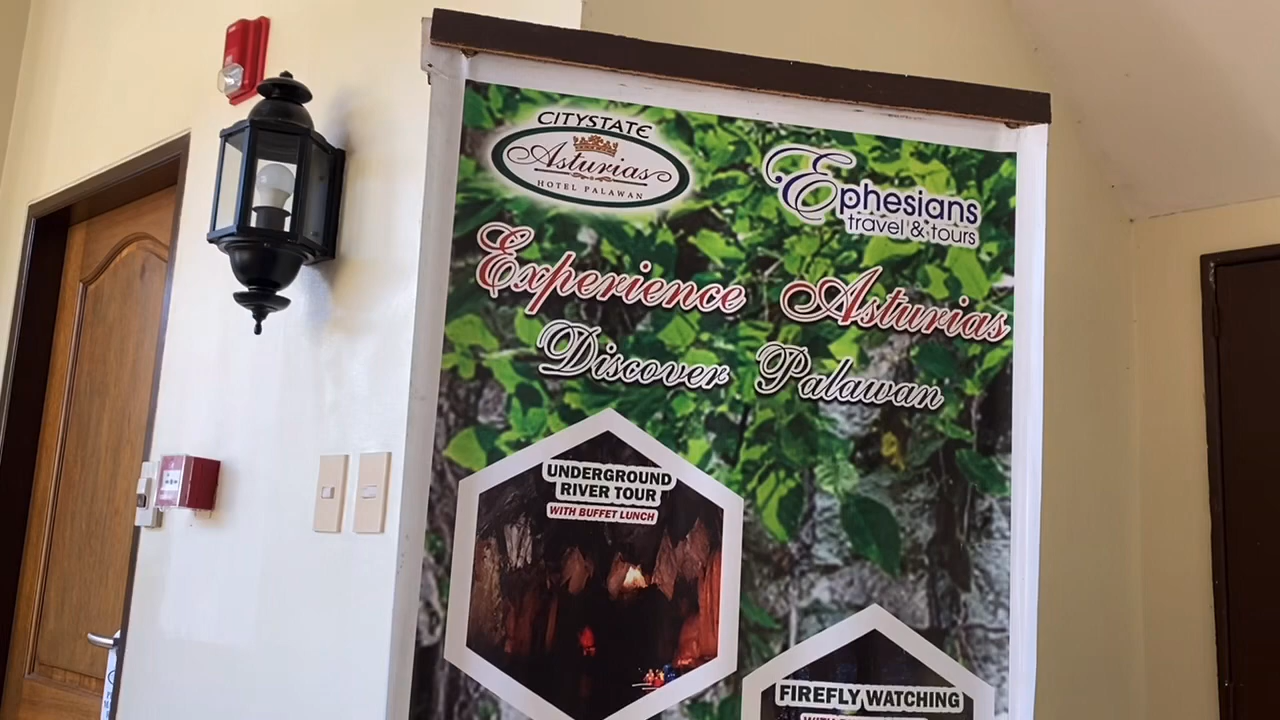 CITYSTATE
Asturias
HOTEL PALAWAN
Ephesians
travel & tours
Experience Asturias
Discover Palawan
UNDERGROUND
RIVER TOUR
WITH BUFFET LUNCH
FIREFLY WATCHING